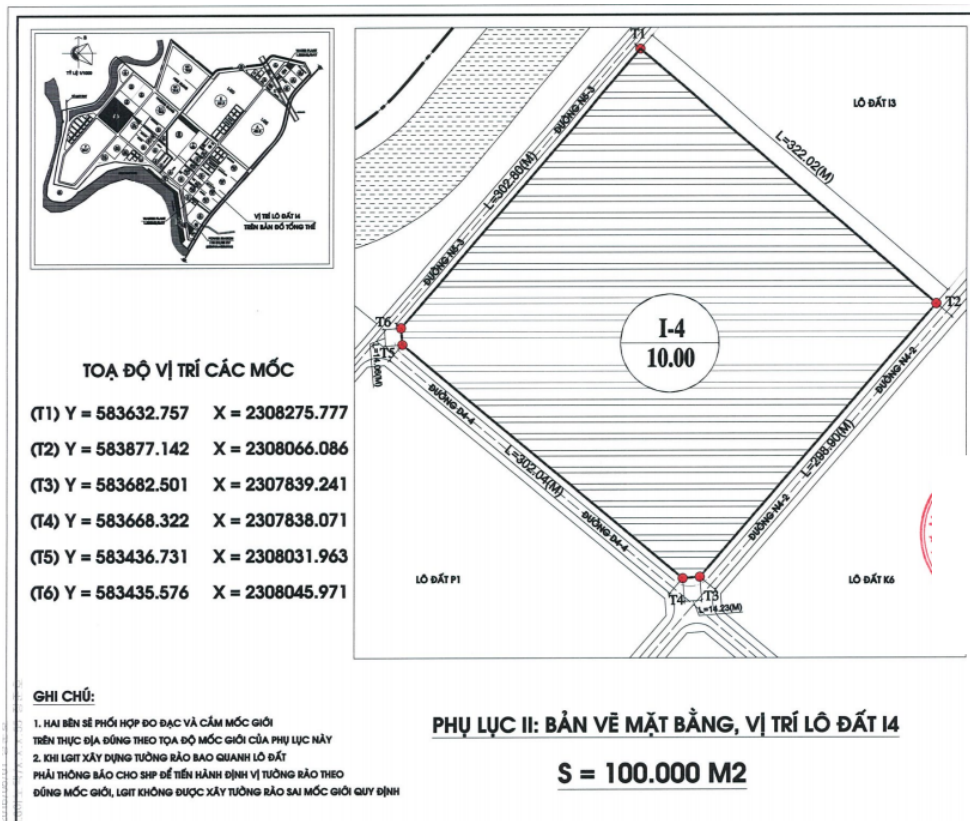 TỶ LỆ 1/1000
VỊ TRÍ LÔ ĐẤT I4
TRÊN BẢN ĐỒ TỔNG THỂ
TOẠ ĐỘ VỊ TRÍ CÁC MỐC
(T1) Y = 583632.757 X = 2308275.777
(T2) Y = 583877.142 X = 2308066.086
(T3) Y = 583682.501 X = 2307839.241
(T4) Y = 583668.322 X = 2307838.071
(T5) Y = 583436.731 X = 2308031.963
(T6) Y = 583435.576 X = 2308045.971
T1
LÔ ĐẤT I3
ĐƯỜNG N5-3
L=322.02(M)
L=302.80(M)
ĐƯỜNG N5-3
T2
T6
T5
L=14.06(M)
I-4
10.00
ĐƯỜNG N4-2
ĐƯỜNG D4-4
L=302.04(M)
L=298.90(M)
ĐƯỜNG D4-4
ĐƯỜNG N4-2
LÔ ĐẤT P1
LÔ ĐẤT K6
T4
T3
L=14.23(M)
GHI CHÚ:
1. HAI BÊN SẼ PHỐI HỢP ĐO ĐẠC VÀ CẮM MỐC GIỚI
TRÊN THỰC ĐỊA ĐÚNG THEO TỌA ĐỘ MỐC GIỚI CỦA PHỤ LỤC NÀY
2. KHI LGIT XÂY DỰNG TƯỜNG RÀO BAO QUANH LÔ ĐẤT
PHẢI THÔNG BÁO CHO SHP ĐỂ TIẾN HÀNH ĐỊNH VỊ TƯỜNG RÀO THEO
ĐÚNG MỐC GIỚI, LGIT KHÔNG ĐƯỢC XÂY TƯỜNG RÀO SAI MỐC GIỚI QUY ĐỊNH
PHỤ LỤC II: BẢN VẼ MẶT BẰNG, VỊ TRÍ LÔ ĐẤT I4
S = 100.000 M2